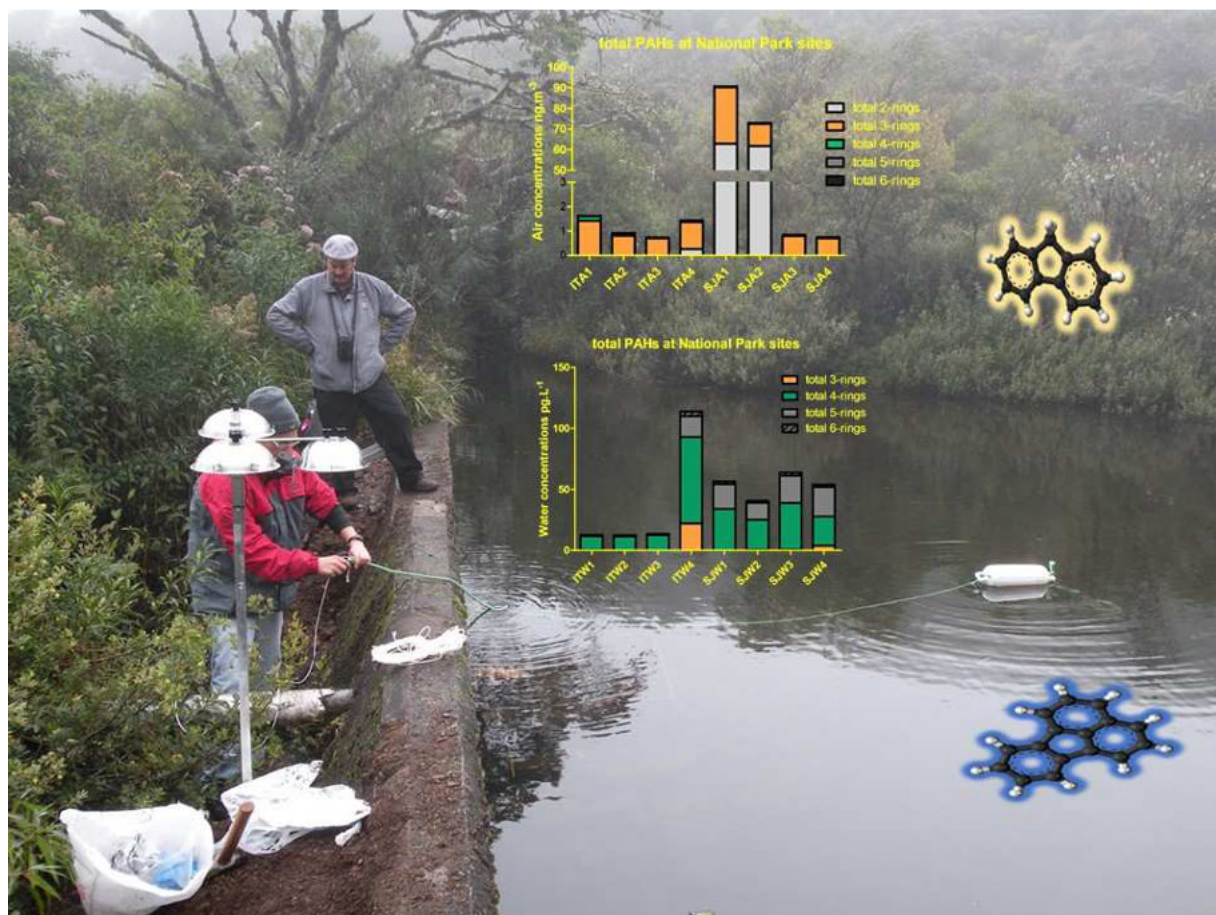 total PAHs at National Park sites
Air concentrations ng.m-3
100
90
80
70
60
50
3
2
1
0
total 2-rings
total 3-rings
total 4-rings
total 5-rings
total 6-rings
ITA1
ITA2
ITA3
ITA4
SJA1
SJA2
SJA3
SJA4
total PAHs at National Park sites
Water concentrations pg.L-1
150
100
50
0
total 3-rings
total 4-rings
total 5-rings
total 6-rings
ITW1
ITW2
ITW3
ITW4
SJW1
SJW2
SJW3
SJW4